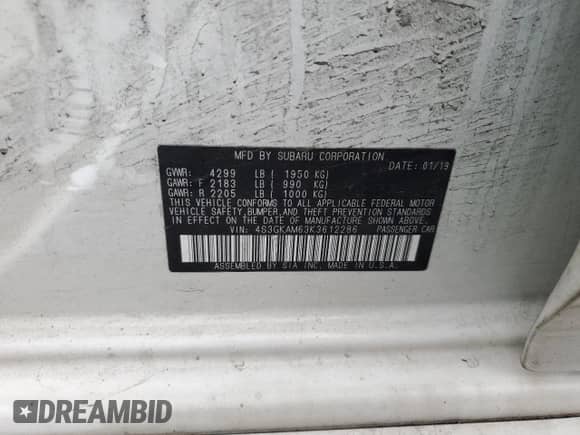 MFD BY SUBARU CORPORATION
DATE: 01/19
GVWR: 4299 LB ( 1950 KG)
GAWR: F 2183 LB ( 990 KG)
GAWR: R 2205 LB ( 1000 KG)
THIS VEHICLE CONFORMS TO ALL APPLICABLE FEDERAL MOTOR
VEHICLE SAFETY, BUMPER, AND THEFT PREVENTION STANDARDS
IN EFFECT ON THE DATE OF MANUFACTURE SHOWN ABOVE.
VIN: 4S3GKAM63K3612286 PASSENGER CAR
ASSEMBLED BY SIA INC. MADE IN U.S.A.
DREAMBID